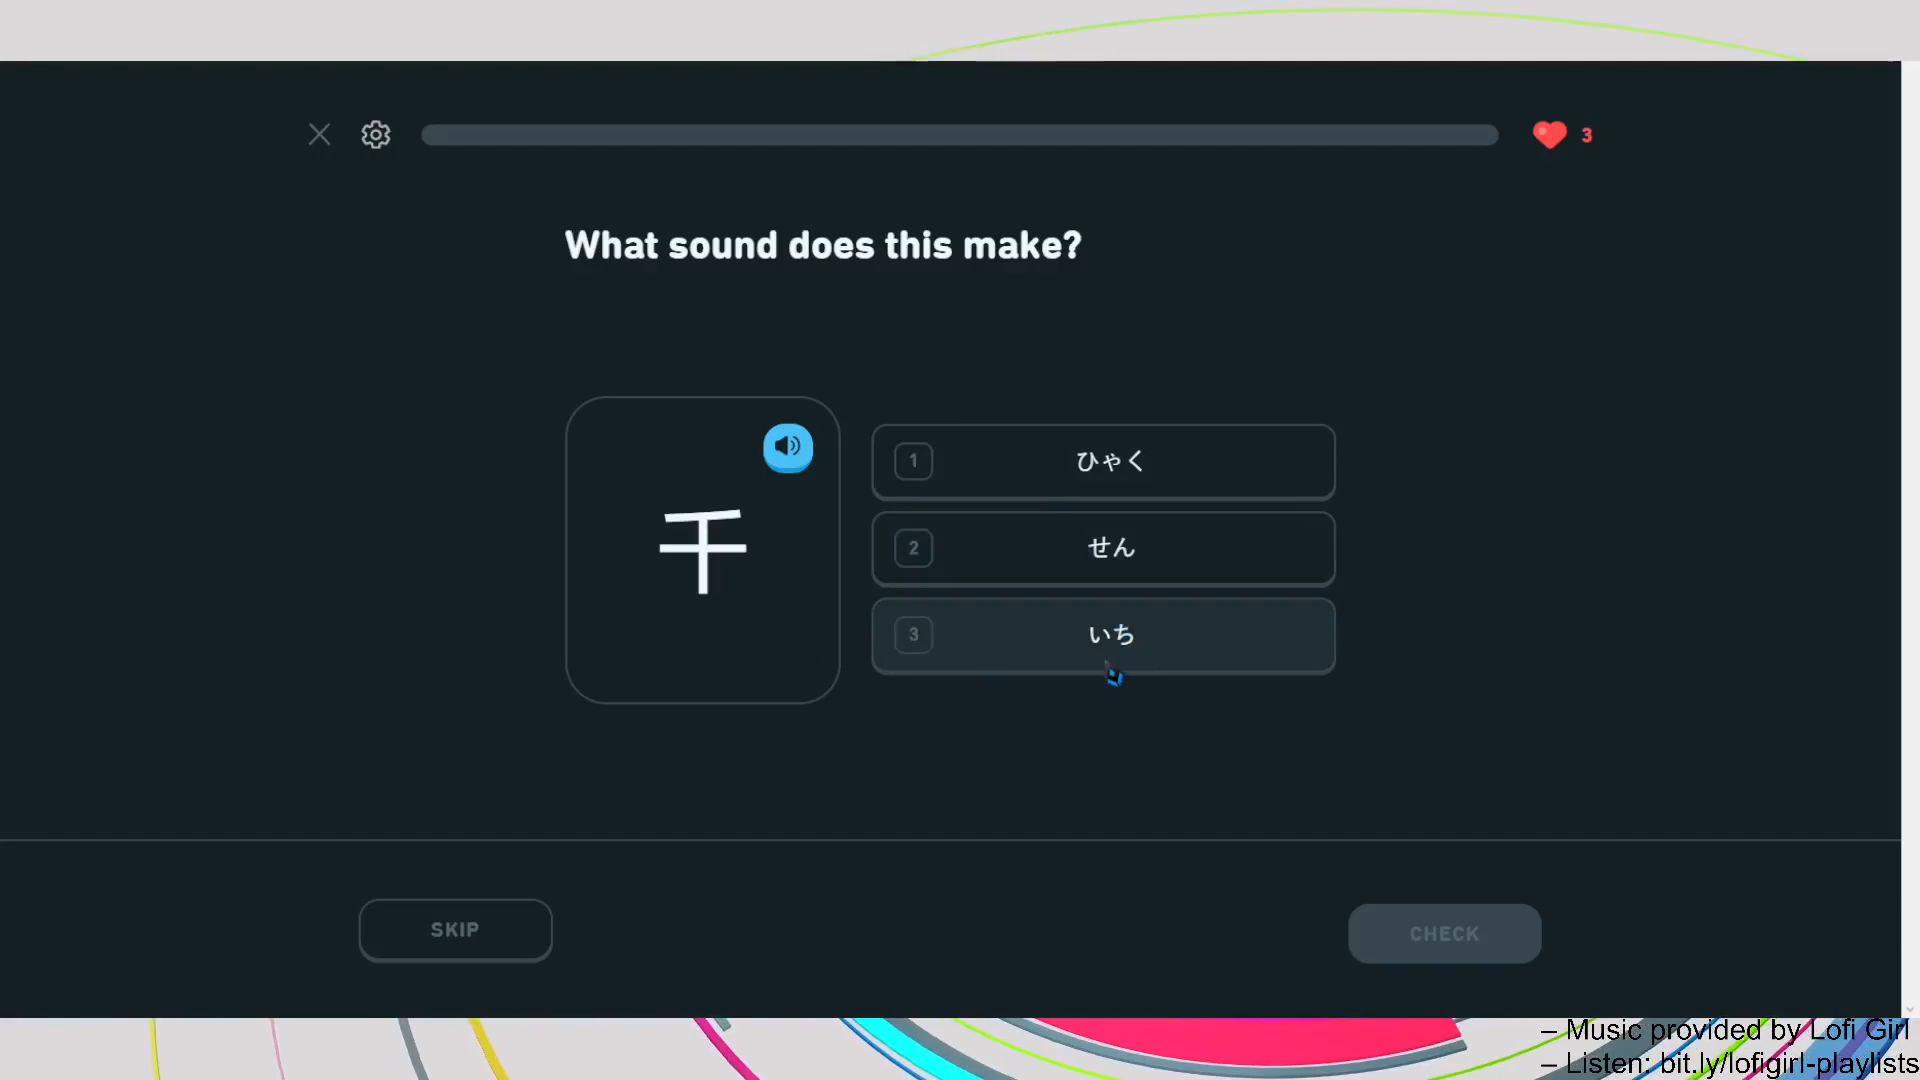 3
What sound does this make?
千
1 ひゃく
2 せん
3 いち
SKIP
CHECK
– Music provided by Lofi Girl
– Listen: bit.ly/lofigirl-playlists